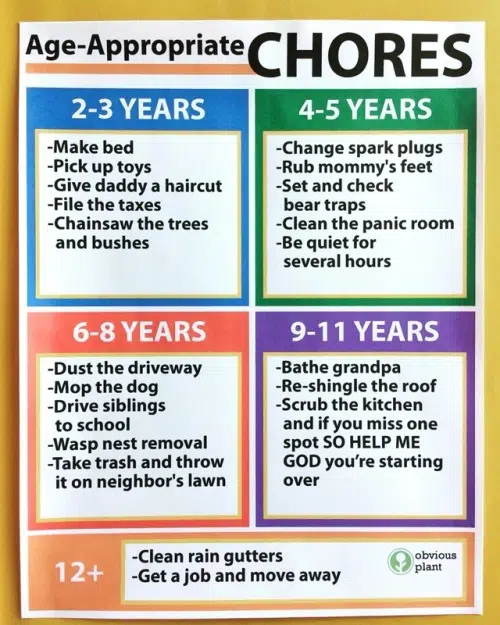 Age-Appropriate CHORES
2-3 YEARS
-Make bed
-Pick up toys
-Give daddy a haircut
-File the taxes
-Chainsaw the trees
and bushes
4-5 YEARS
-Change spark plugs
-Rub mommy's feet
-Set and check
bear traps
-Clean the panic room
-Be quiet for
several hours
6-8 YEARS
-Dust the driveway
-Mop the dog
-Drive siblings
to school
-Wasp nest removal
-Take trash and throw
it on neighbor's lawn
9-11 YEARS
-Bathe grandpa
-Re-shingle the roof
-Scrub the kitchen
and if you miss one
spot SO HELP ME
GOD you're starting
over
12+
-Clean rain gutters
-Get a job and move away
obvious
plant